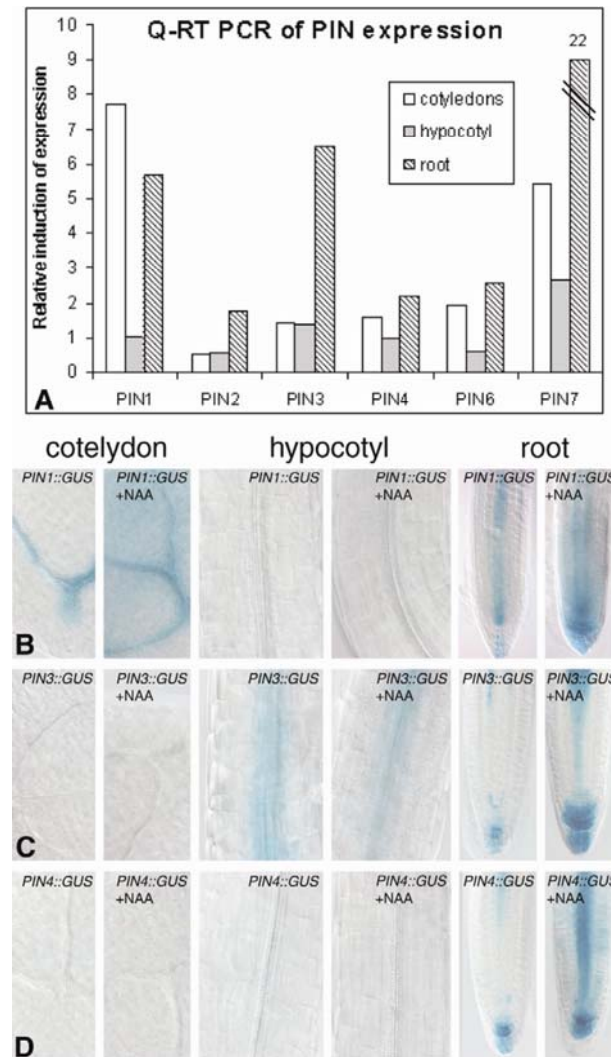 Q-RT PCR of PIN expression
22
10
9
8
7
6
5
4
3
2
1
0
Relative induction of expression
cotyledons
hypocotyl
root
PIN1 PIN2 PIN3 PIN4 PIN6 PIN7
A
cotelydon hypocotyl root
PIN1::GUS PIN1::GUS PIN1::GUS PIN1::GUS PIN1::GUS PIN1::GUS
+NAA +NAA +NAA
B
PIN3::GUS PIN3::GUS PIN3::GUS PIN3::GUS PIN3::GUS PIN3::GUS
+NAA +NAA +NAA
C
PIN4::GUS PIN4::GUS PIN4::GUS PIN4::GUS PIN4::GUS PIN4::GUS
+NAA +NAA +NAA
D